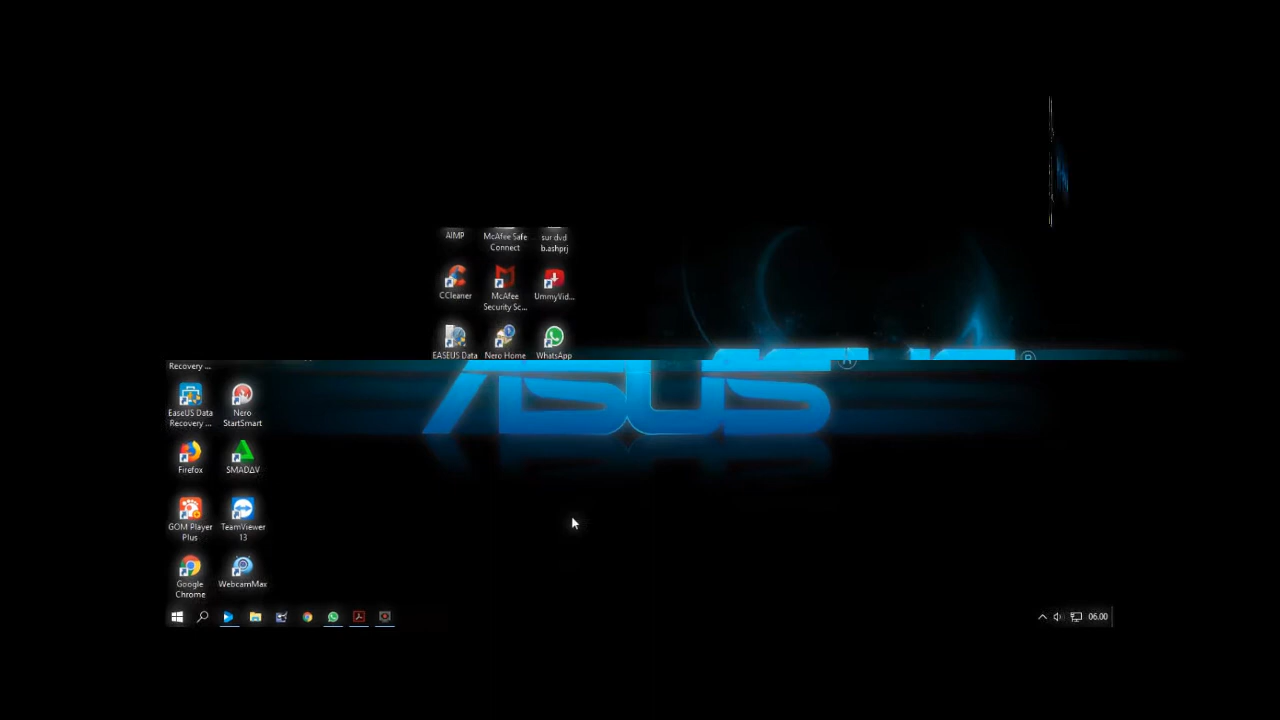 AIMP
McAfee Safe
Connect
sur dvd
b.ashprj
CCleaner
McAfee
Security Sc...
UmmyVid...
EASEUS Data
Nero Home
WhatsApp
Recovery ...
ASUS
EaseUS Data
Recovery ...
Nero
StartSmart
Firefox
SMADΔV
GOM Player
Plus
TeamViewer
13
Google
Chrome
WebcamMax
06.00